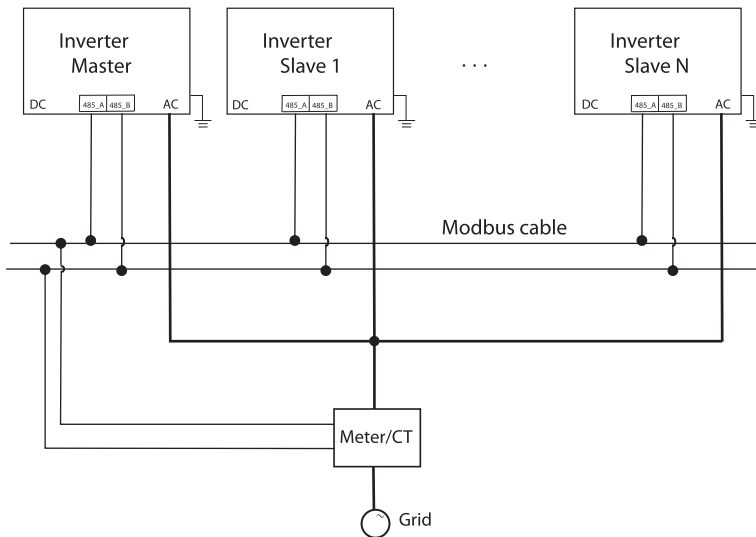 Inverter
Master
DC
485_A
485_B
AC
Inverter
Slave 1
DC
485_A
485_B
AC
. . .
Inverter
Slave N
DC
485_A
485_B
AC
Modbus cable
Meter/CT
~
Grid